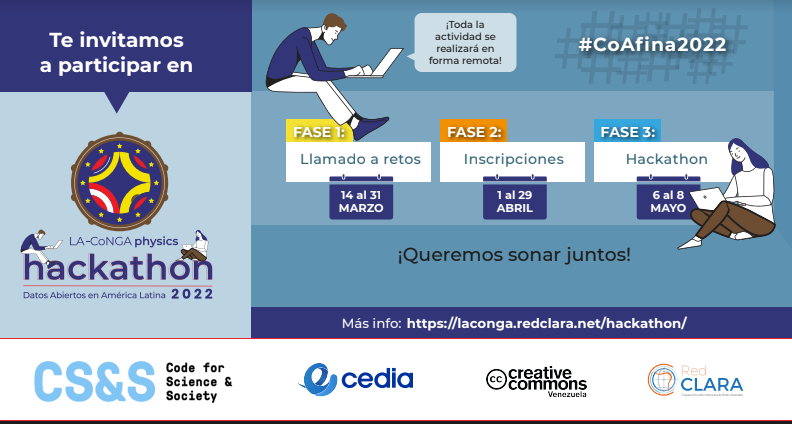 Te invitamos
a participar en
LA-CoNGA physics
hackathon
Datos Abiertos en América Latina 2022
¡Toda la
actividad se
realizará en
forma remota!
#CoAfina2022
FASE 1:
Llamado a retos
14 al 31
MARZO
FASE 2:
Inscripciones
1 al 29
ABRIL
FASE 3:
Hackathon
6 al 8
MAYO
¡Queremos sonar juntos!
Más info: https://laconga.redclara.net/hackathon/
CS&S
Code for
Science &
Society
cedia
cc creative
commons
Venezuela
Red
CLARA